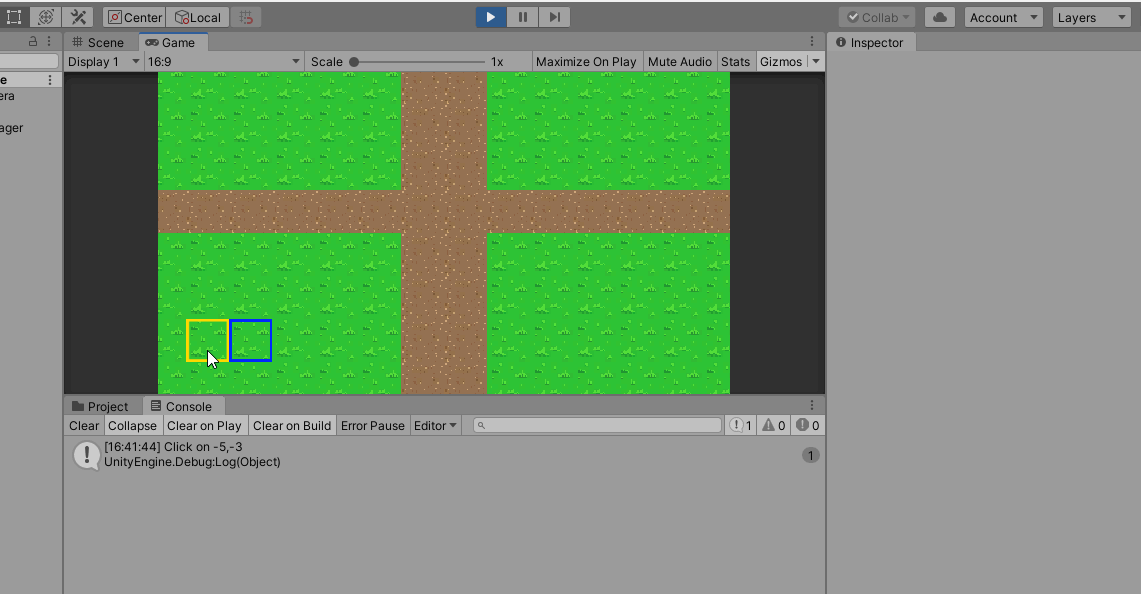 Center Local Collab Account Layers
Scene Game Inspector
Display 1 16:9 Scale 1x Maximize On Play Mute Audio Stats Gizmos
e
era
ager
Project Console
Clear Collapse Clear on Play Clear on Build Error Pause Editor 1 0 0
[16:41:44] Click on -5,-3
UnityEngine.Debug:Log(Object)
1